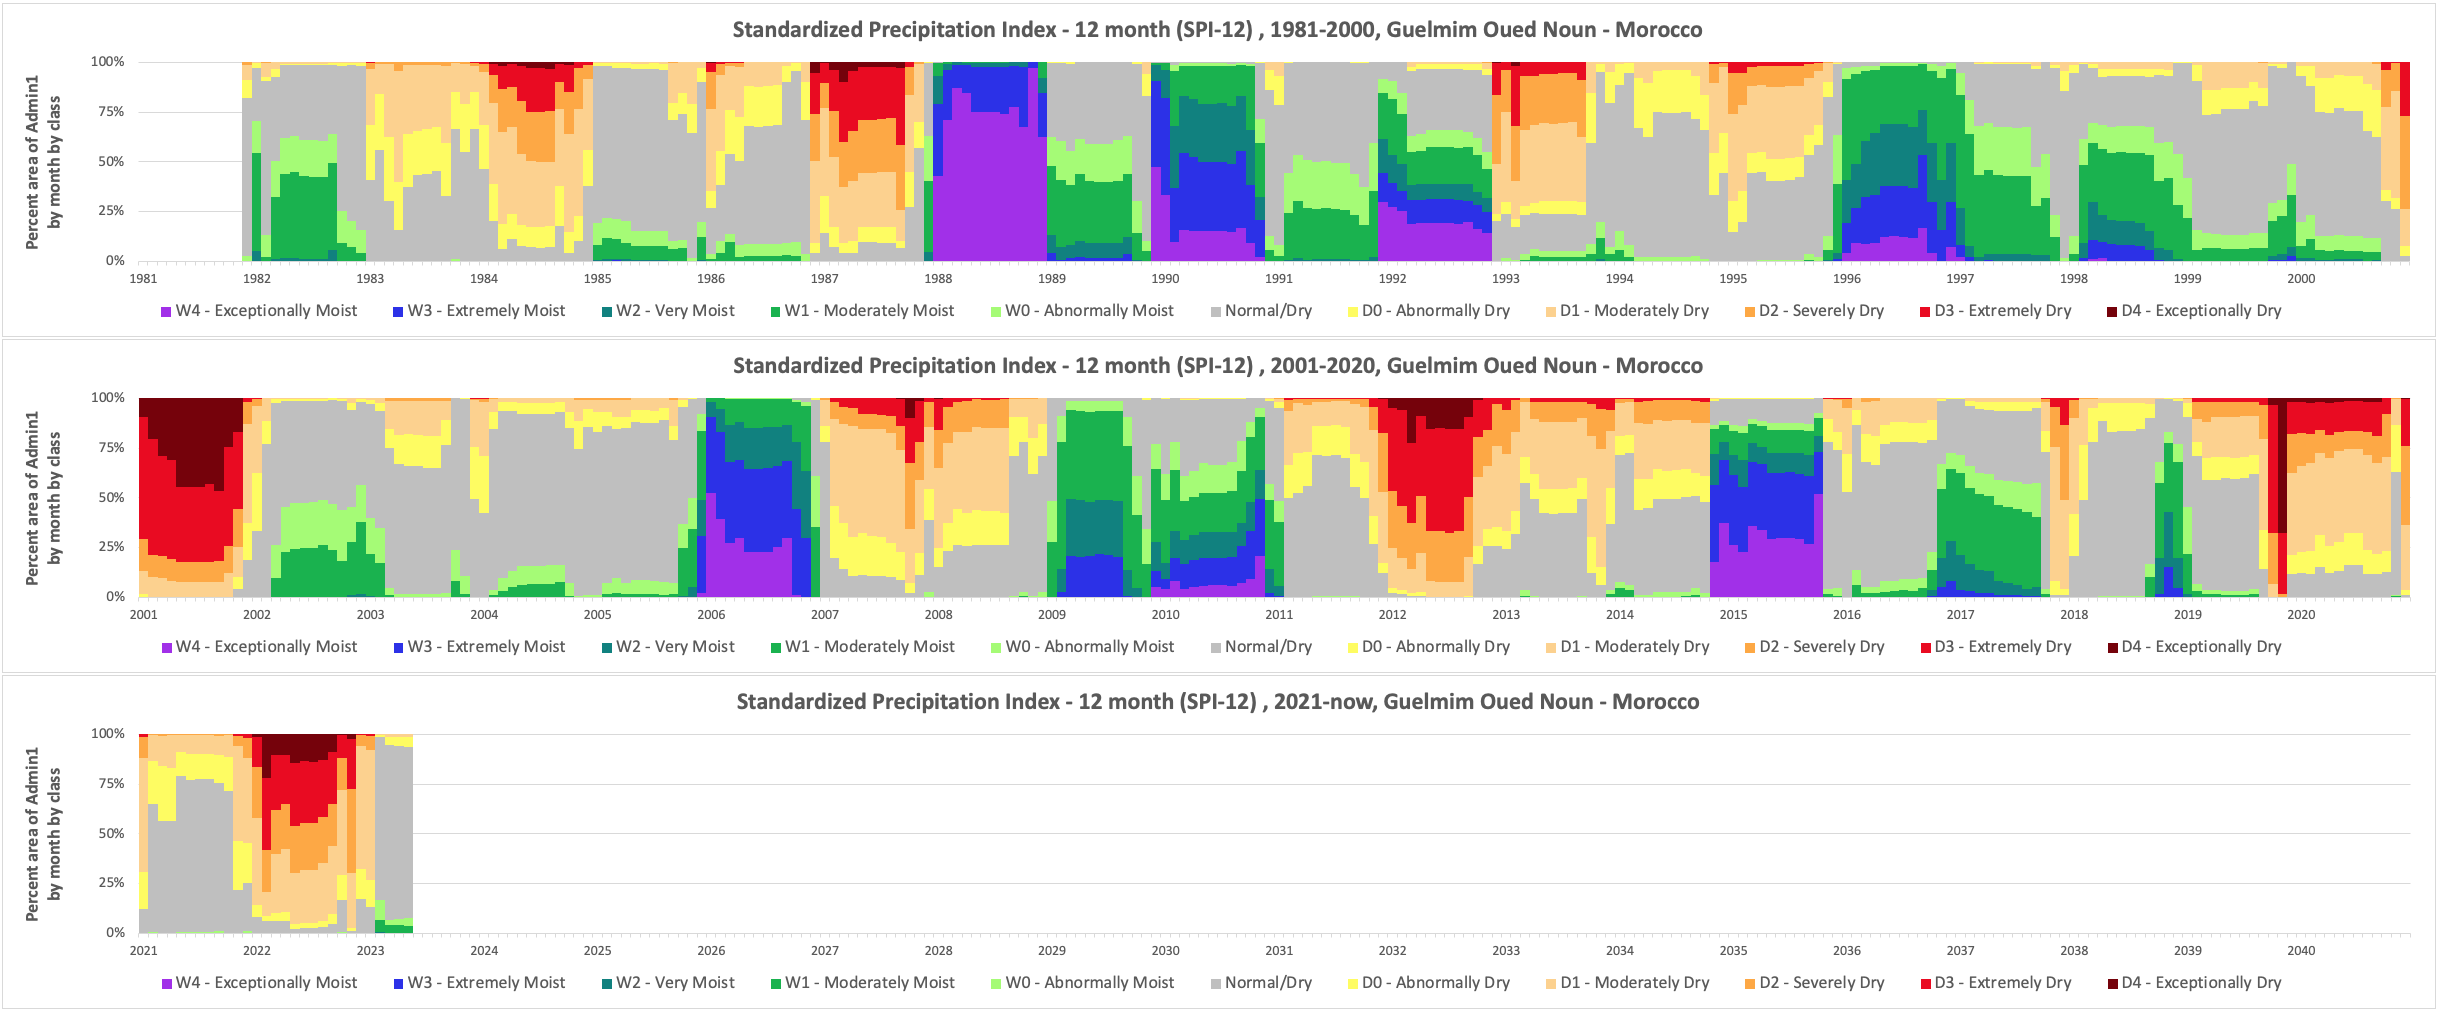 Standardized Precipitation Index - 12 month (SPI-12) , 1981-2000, Guelmim Oued Noun - Morocco
Percent area of Admin1
by month by class
100%
75%
50%
25%
0%
1981 1982 1983 1984 1985 1986 1987 1988 1989 1990 1991 1992 1993 1994 1995 1996 1997 1998 1999 2000
W4 - Exceptionally Moist W3 - Extremely Moist W2 - Very Moist W1 - Moderately Moist W0 - Abnormally Moist Normal/Dry D0 - Abnormally Dry D1 - Moderately Dry D2 - Severely Dry D3 - Extremely Dry D4 - Exceptionally Dry
Standardized Precipitation Index - 12 month (SPI-12) , 2001-2020, Guelmim Oued Noun - Morocco
Percent area of Admin1
by month by class
100%
75%
50%
25%
0%
2001 2002 2003 2004 2005 2006 2007 2008 2009 2010 2011 2012 2013 2014 2015 2016 2017 2018 2019 2020
W4 - Exceptionally Moist W3 - Extremely Moist W2 - Very Moist W1 - Moderately Moist W0 - Abnormally Moist Normal/Dry D0 - Abnormally Dry D1 - Moderately Dry D2 - Severely Dry D3 - Extremely Dry D4 - Exceptionally Dry
Standardized Precipitation Index - 12 month (SPI-12) , 2021-now, Guelmim Oued Noun - Morocco
Percent area of Admin1
by month by class
100%
75%
50%
25%
0%
2021 2022 2023 2024 2025 2026 2027 2028 2029 2030 2031 2032 2033 2034 2035 2036 2037 2038 2039 2040
W4 - Exceptionally Moist W3 - Extremely Moist W2 - Very Moist W1 - Moderately Moist W0 - Abnormally Moist Normal/Dry D0 - Abnormally Dry D1 - Moderately Dry D2 - Severely Dry D3 - Extremely Dry D4 - Exceptionally Dry